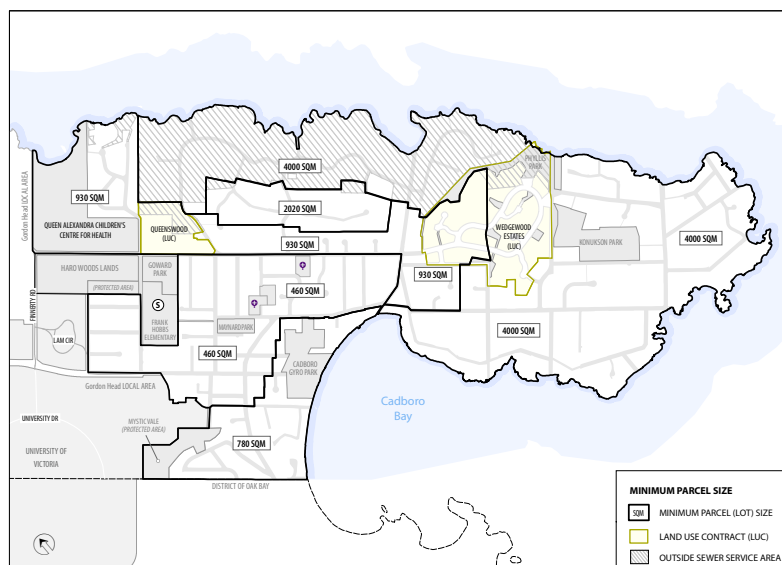 4000 SQM
PHYLLIS
PARK
Gordon Head LOCAL AREA
930 SQM
2020 SQM
QUEEN ALEXANDRA CHILDREN'S
CENTRE FOR HEALTH
QUEENSWOOD
(LUC)
WEDGEWOOD
ESTATES
(LUC)
4000 SQM
930 SQM
KONUKSON PARK
HARD WOODS LANDS
GOWARD
PARK
930 SQM
(PROTECTED AREA)
460 SQM
FINNERTY RD
S
FRANK
HOBBS
ELEMENTARY
MAYNARD PARK
4000 SQM
LAM CIR
460 SQM
CADBORO
GYRO PARK
Gordon Head LOCAL AREA
Cadboro
Bay
UNIVERSITY DR
MYSTIC VALE
(PROTECTED AREA)
780 SQM
UNIVERSITY OF
VICTORIA
DISTRICT OF OAK BAY
MINIMUM PARCEL SIZE
SQM
MINIMUM PARCEL (LOT) SIZE
LAND USE CONTRACT (LUC)
OUTSIDE SEWER SERVICE AREA